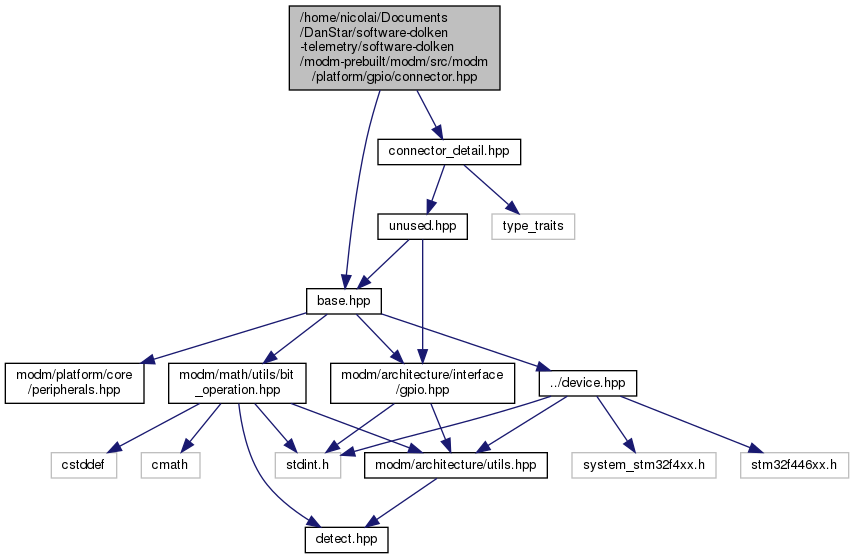 /home/nicolai/Documents
/DanStar/software-dolken
-telemetry/software-dolken
/modm-prebuilt/modm/src/modm
/platform/gpio/connector.hpp
connector_detail.hpp
unused.hpp
type_traits
base.hpp
modm/platform/core
/peripherals.hpp
modm/math/utils/bit
_operation.hpp
modm/architecture/interface
/gpio.hpp
../device.hpp
cstddef
cmath
stdint.h
modm/architecture/utils.hpp
system_stm32f4xx.h
stm32f446xx.h
detect.hpp